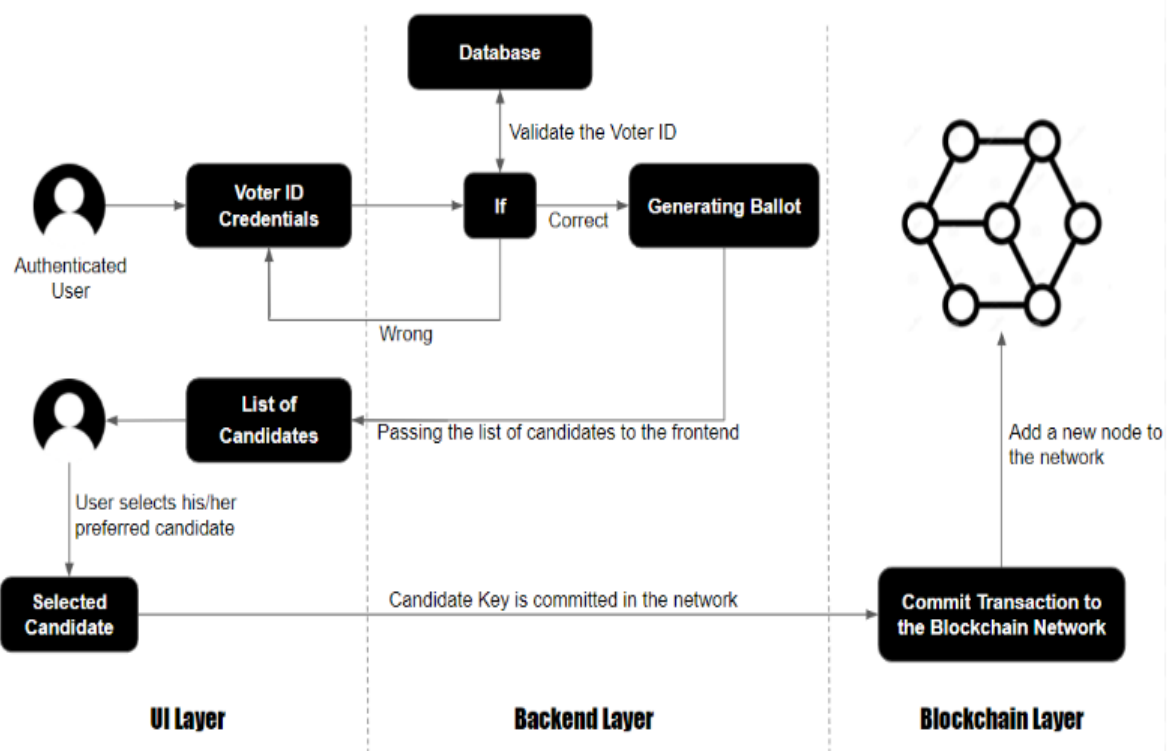 Database
Validate the Voter ID
Voter ID
Credentials
If
Correct
Generating Ballot
Authenticated
User
Wrong
List of
Candidates
Passing the list of candidates to the frontend
Add a new node to
the network
User selects his/her
preferred candidate
Selected
Candidate
Candidate Key is committed in the network
Commit Transaction to
the Blockchain Network
UI Layer
Backend Layer
Blockchain Layer